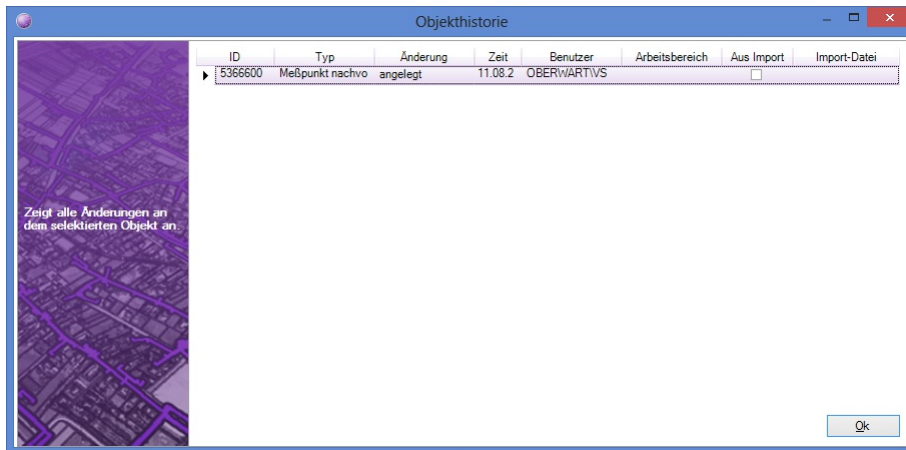 Objekthistorie
ID Typ Änderung Zeit Benutzer Arbeitsbereich Aus Import Import-Datei
5366600 Meßpunkt nachvo angelegt 11.08.2 OBERWART\VS
Zeigt alle Änderungen an
dem selektierten Objekt an.
Ok